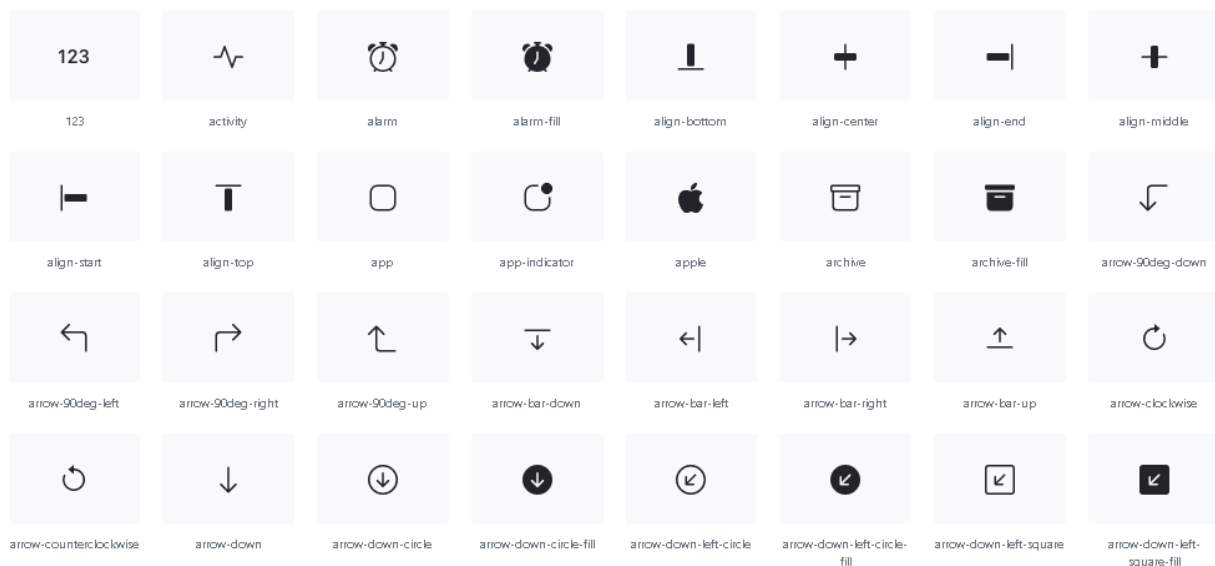 123
123 activity alarm alarm-fill align-bottom align-center align-end align-middle
align-start align-top app app-indicator apple archive archive-fill arrow-90deg-down
arrow-90deg-left arrow-90deg-right arrow-90deg-up arrow-bar-down arrow-bar-left arrow-bar-right arrow-bar-up arrow-clockwise
arrow-counterclockwise arrow-down arrow-down-circle arrow-down-circle-fill arrow-down-left-circle arrow-down-left-circle- arrow-down-left-square arrow-down-left-
fill square-fill